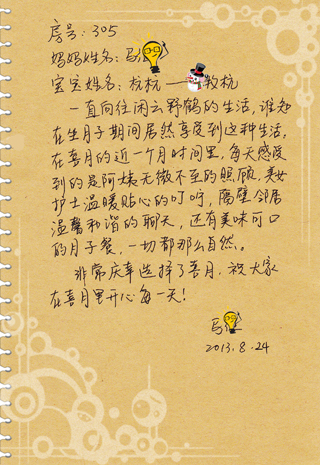 房号: 305
妈妈姓名: 马
宝宝姓名: 杭杭 —— 教杭
一直向往闲云野鹤的生活, 谁知
在坐月子期间居然享受到这种生活,
在喜月的近一个月时间里, 每天感受
到的是阿姨无微不至的照顾, 美女
护士温暖贴心的叮咛, 隔壁邻居
温馨和谐的聊天, 还有美味可口
的月子餐, 一切都那么自然。
非常庆幸选择了喜月, 祝大家
在喜月里开心每一天!
马
2013.8.24